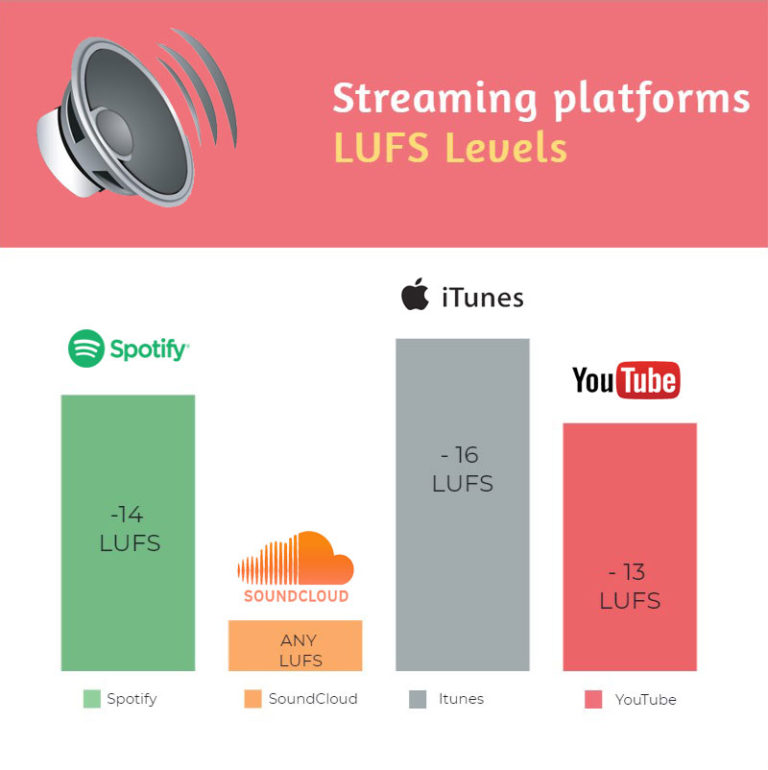 Streaming platforms
LUFS Levels
iTunes
Spotify
YouTube
-14
LUFS
SOUNDCLOUD
ANY
LUFS
- 16
LUFS
- 13
LUFS
Spotify
SoundCloud
Itunes
YouTube